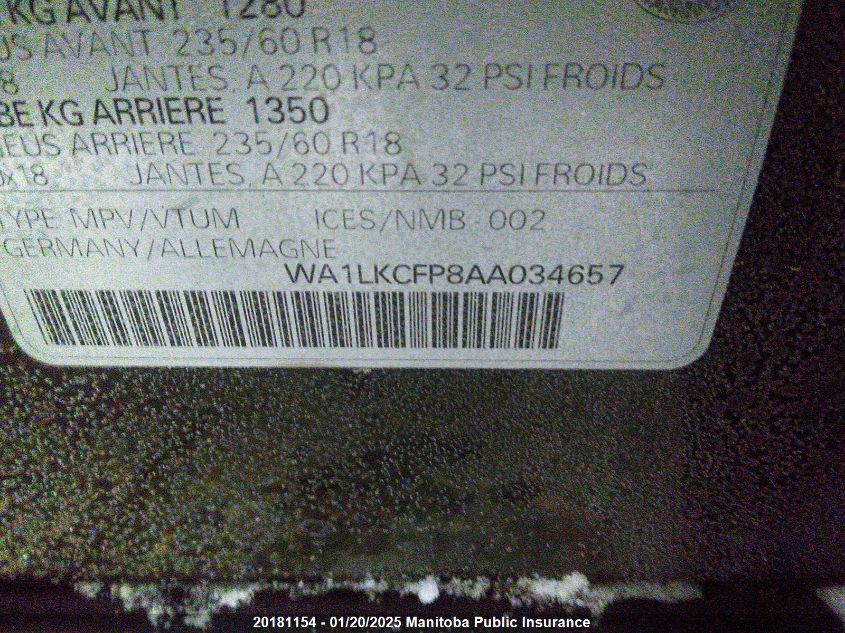 KG AVANT 1280
US AVANT 235/60 R18
8 JANTES, A 220 KPA 32 PSI FROIDS
BE KG ARRIERE 1350
EUS ARRIERE 235/60 R18
x18 JANTES, A 220 KPA 32 PSI FROIDS
TYPE MPV/VTUM ICES/NMB-002
GERMANY/ALLEMAGNE
WA1LKCFP8AA034657
20181154 - 01/20/2025 Manitoba Public Insurance